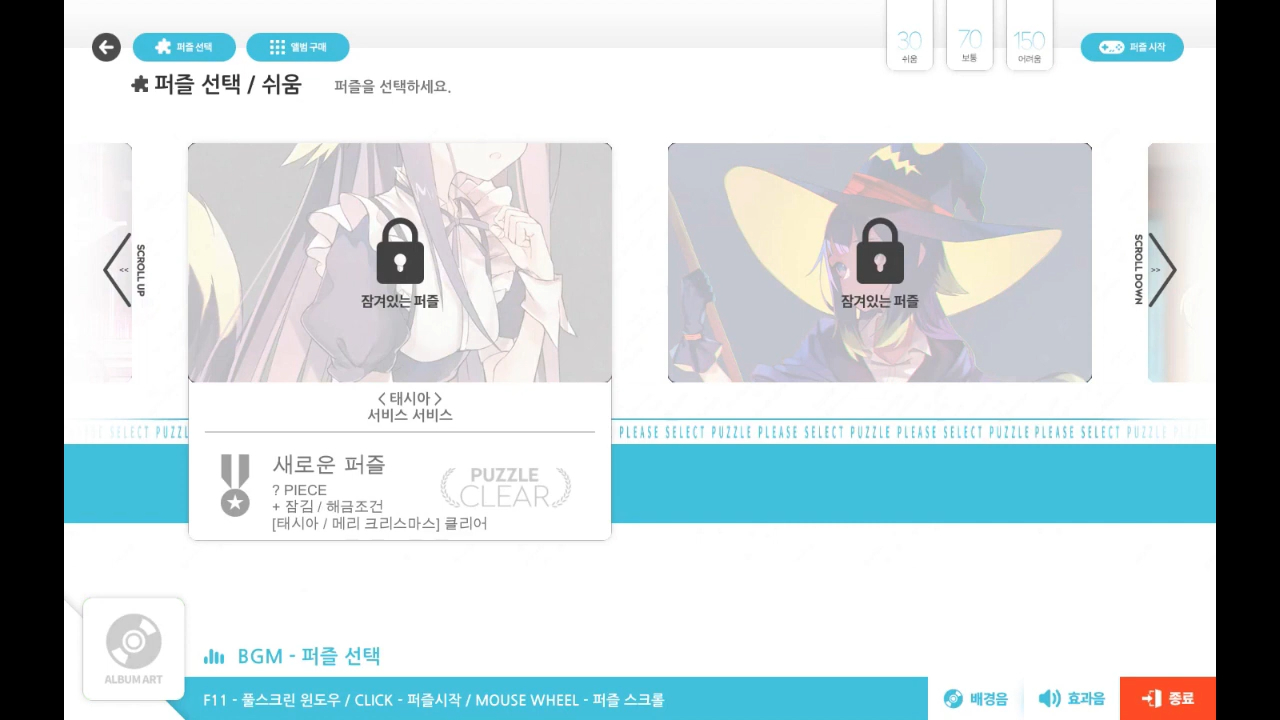 퍼즐 선택
앨범 구매
30
쉬움
70
보통
150
어려움
퍼즐 시작
퍼즐 선택 / 쉬움
퍼즐을 선택하세요.
<<
SCROLL UP
잠겨있는 퍼즐
잠겨있는 퍼즐
SCROLL DOWN
>>
< 태시아 >
서비스 서비스
SELECT PUZZL
PLEASE SELECT PUZZLE PLEASE SELECT PUZZLE PLEASE SELECT PUZZLE PLEASE SELECT PUZZLE
새로운 퍼즐
? PIECE
+ 잠김 / 해금조건
[태시아 / 메리 크리스마스] 클리어
PUZZLE
CLEAR
ALBUM ART
BGM - 퍼즐 선택
F11 - 풀스크린 윈도우 / CLICK - 퍼즐시작 / MOUSE WHEEL - 퍼즐 스크롤
배경음
효과음
종료